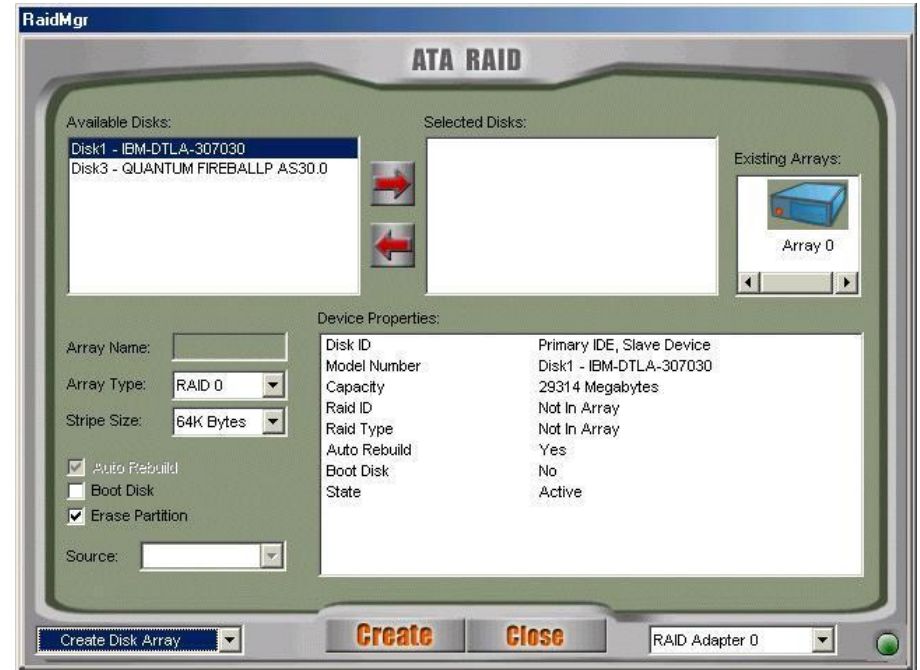 RaidMgr
ATA RAID
Available Disks:
Disk1 - IBM-DTLA-307030
Disk3 - QUANTUM FIREBALLP AS30.0
Selected Disks:
Existing Arrays:
Array 0
Array Name:
Array Type: RAID 0
Stripe Size: 64K Bytes
Auto Rebuild
Boot Disk
Erase Partition
Source:
Device Properties:
Disk ID Primary IDE, Slave Device
Model Number Disk1 - IBM-DTLA-307030
Capacity 29314 Megabytes
Raid ID Not In Array
Raid Type Not In Array
Auto Rebuild Yes
Boot Disk No
State Active
Create Disk Array
Create
Close
RAID Adapter 0